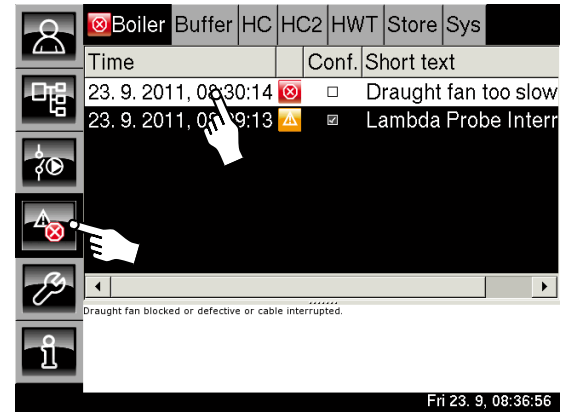 Boiler Buffer HC HC2 HWT Store Sys
Time Conf. Short text
23. 9. 2011, 08:30:14 Draught fan too slow
23. 9. 2011, 9:13 Lambda Probe Interr
Draught fan blocked or defective or cable interrupted.
Fri 23. 9, 08:36:56